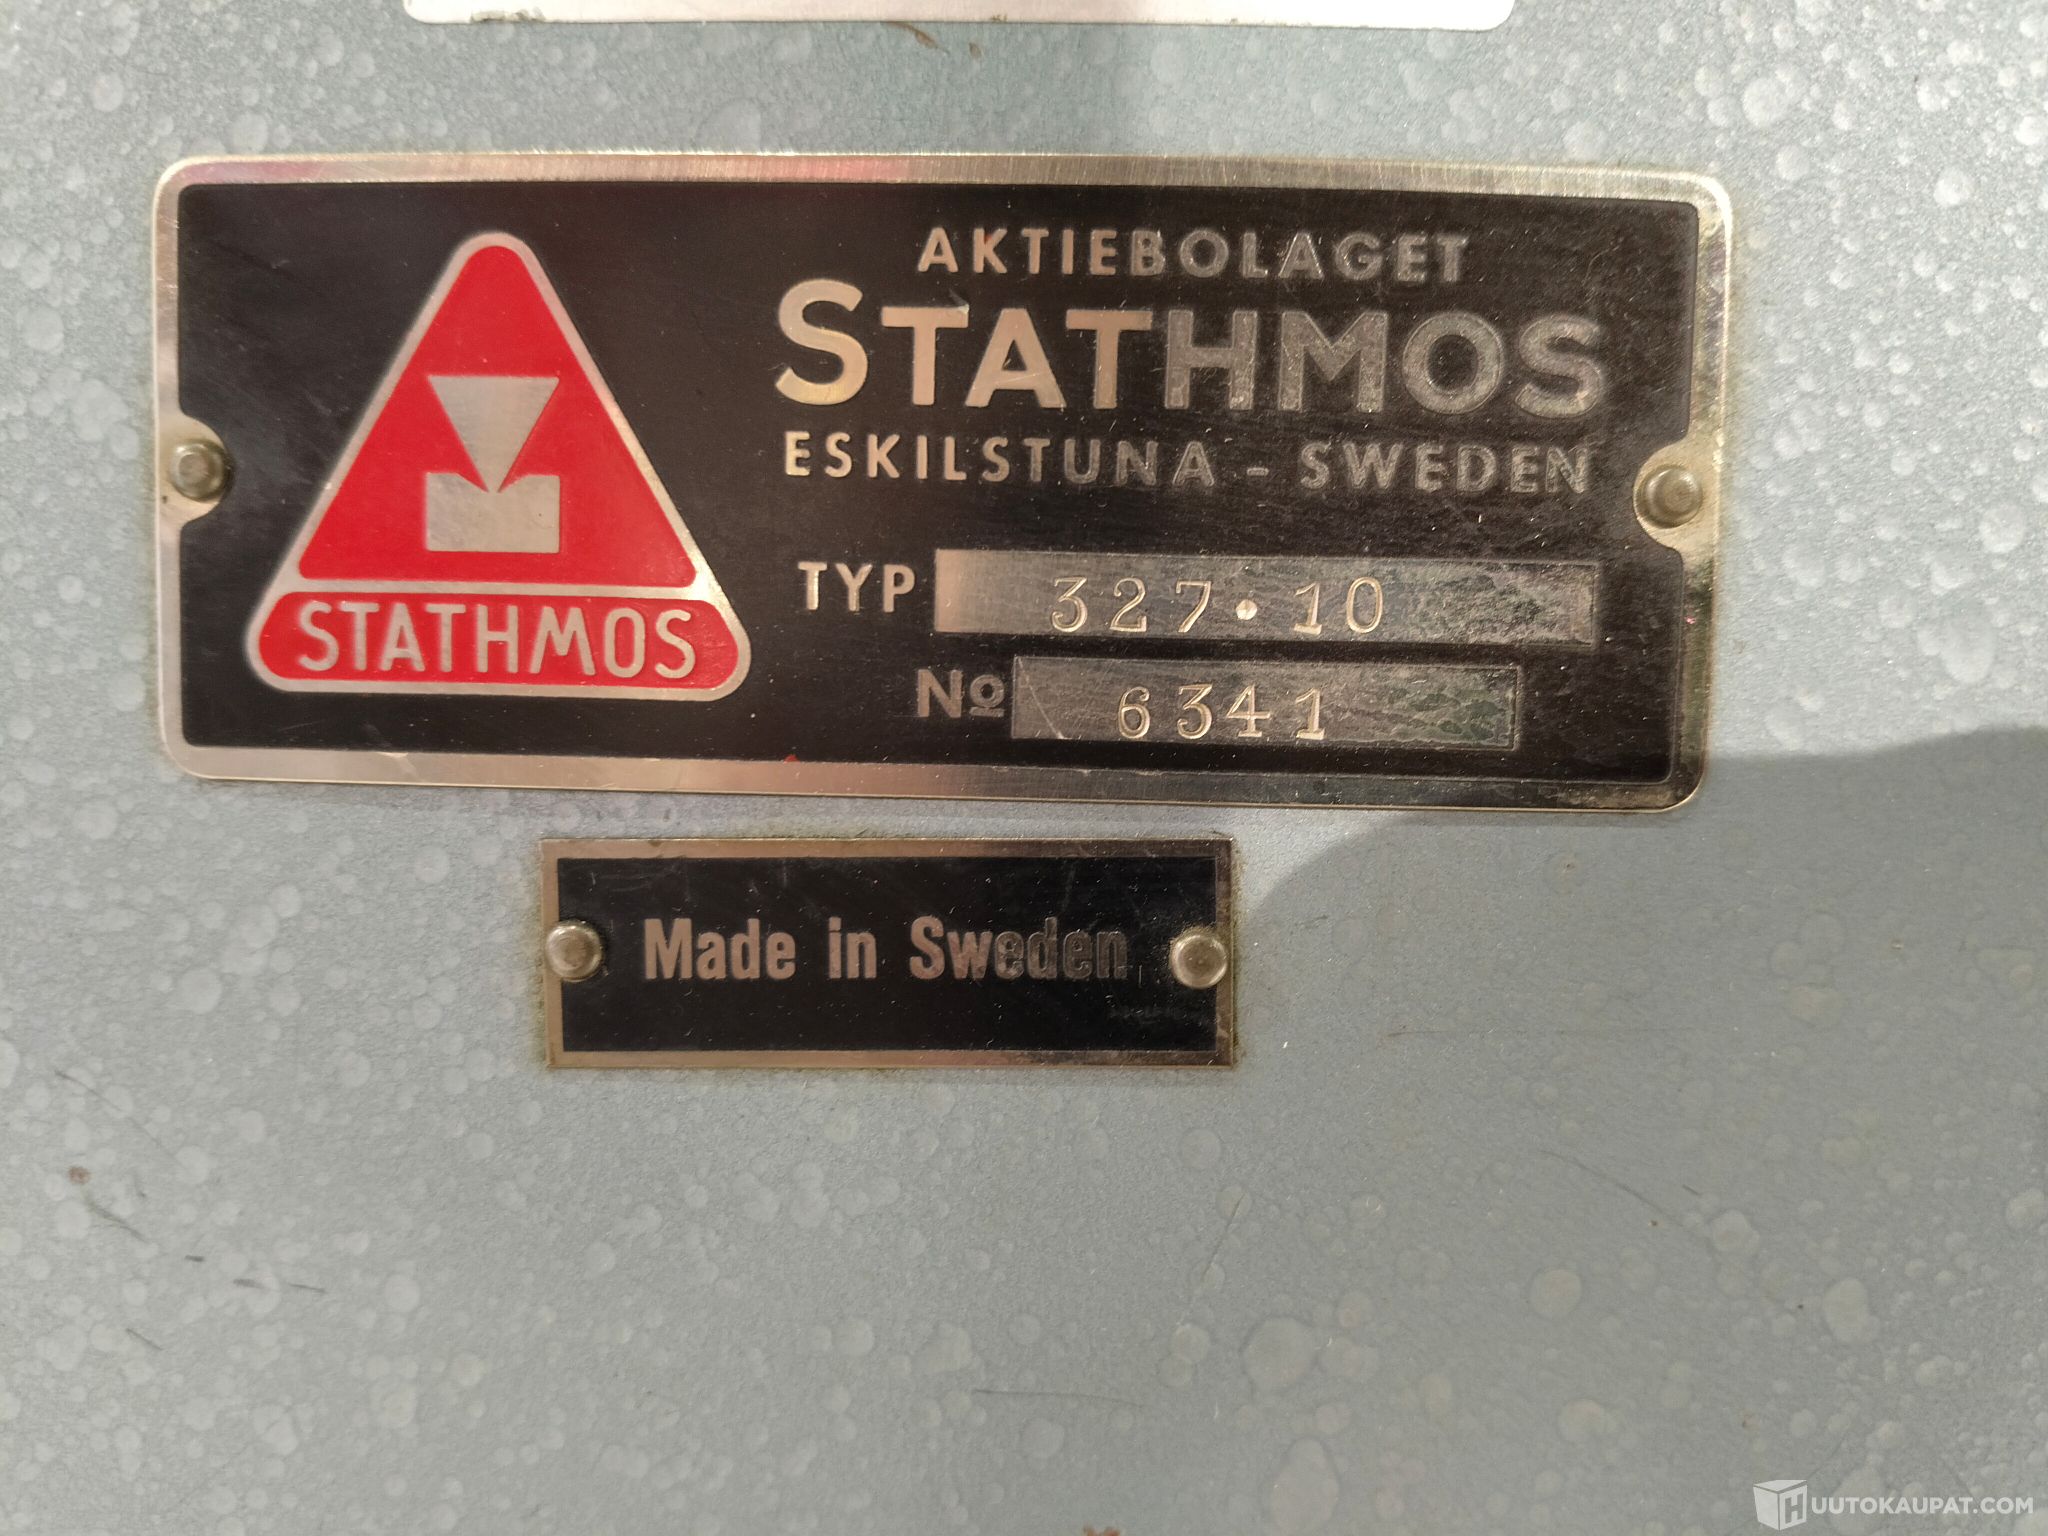 AKTIEBOLAGET
STATHMOS
ESKILSTUNA - SWEDEN
TYP 327·10
No 6341
STATHMOS
Made in Sweden
HUUTOKAUPAT.COM